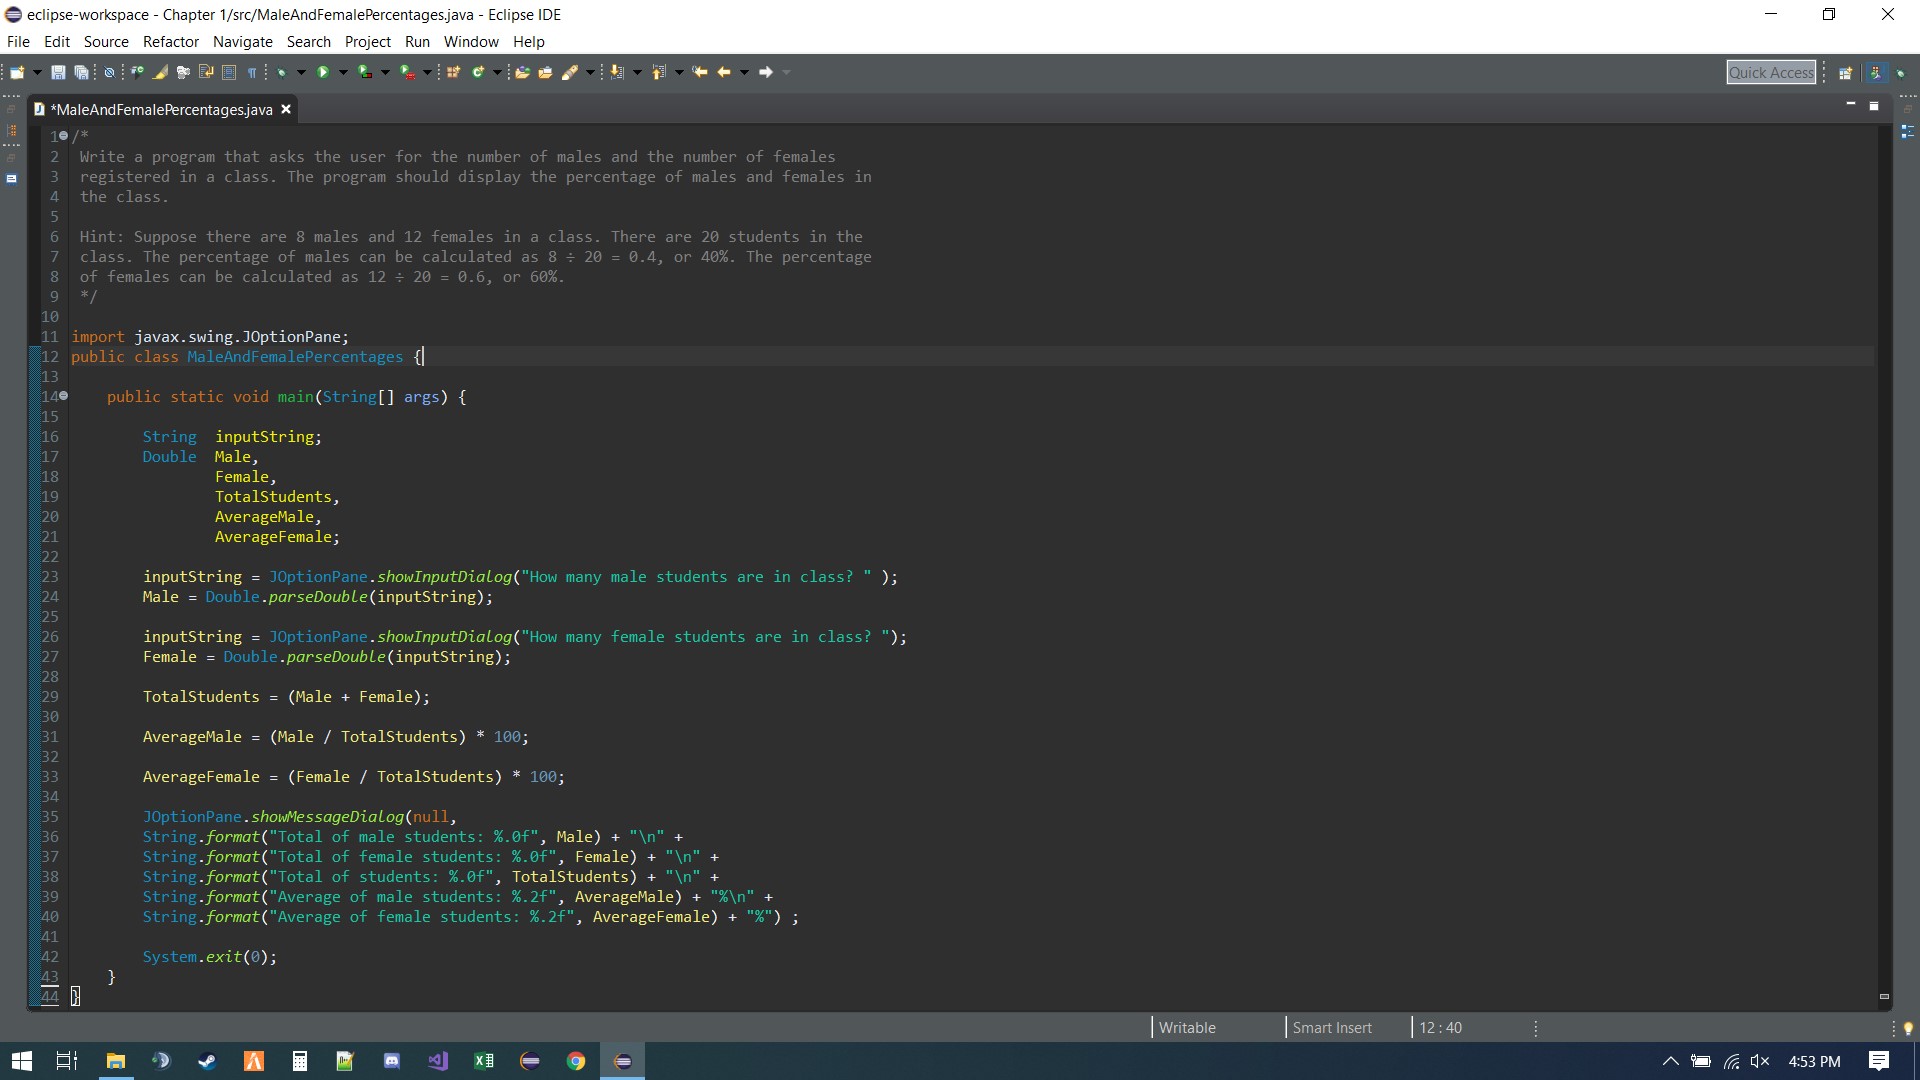 eclipse-workspace - Chapter 1/src/MaleAndFemalePercentages.java - Eclipse IDE
File Edit Source Refactor Navigate Search Project Run Window Help
Quick Access
*MaleAndFemalePercentages.java
1 /*
2 Write a program that asks the user for the number of males and the number of females
3 registered in a class. The program should display the percentage of males and females in
4 the class.
5
6 Hint: Suppose there are 8 males and 12 females in a class. There are 20 students in the
7 class. The percentage of males can be calculated as 8 ÷ 20 = 0.4, or 40%. The percentage
8 of females can be calculated as 12 ÷ 20 = 0.6, or 60%.
9 */
10
11 import javax.swing.JOptionPane;
12 public class MaleAndFemalePercentages {
13
14 public static void main(String[] args) {
15
16 String inputString;
17 Double Male,
18 Female,
19 TotalStudents,
20 AverageMale,
21 AverageFemale;
22
23 inputString = JOptionPane.showInputDialog("How many male students are in class? " );
24 Male = Double.parseDouble(inputString);
25
26 inputString = JOptionPane.showInputDialog("How many female students are in class? ");
27 Female = Double.parseDouble(inputString);
28
29 TotalStudents = (Male + Female);
30
31 AverageMale = (Male / TotalStudents) * 100;
32
33 AverageFemale = (Female / TotalStudents) * 100;
34
35 JOptionPane.showMessageDialog(null,
36 String.format("Total of male students: %.0f", Male) + "\n" +
37 String.format("Total of female students: %.0f", Female) + "\n" +
38 String.format("Total of students: %.0f", TotalStudents) + "\n" +
39 String.format("Average of male students: %.2f", AverageMale) + "%\n" +
40 String.format("Average of female students: %.2f", AverageFemale) + "%") ;
41
42 System.exit(0);
43 }
44 }
Writable Smart Insert 12 : 40
4:53 PM